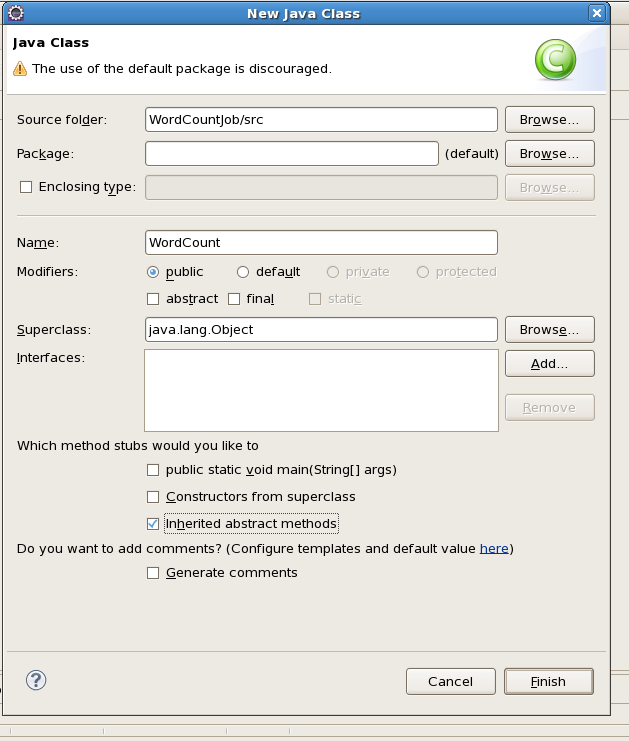 New Java Class
Java Class
The use of the default package is discouraged.
Source folder: WordCountJob/src Browse...
Package: (default) Browse...
Enclosing type: Browse...
Name: WordCount
Modifiers: public default private protected
abstract final static
Superclass: java.lang.Object Browse...
Interfaces: Add...
Remove
Which method stubs would you like to
public static void main(String[] args)
Constructors from superclass
Inherited abstract methods
Do you want to add comments? (Configure templates and default value here)
Generate comments
Cancel Finish